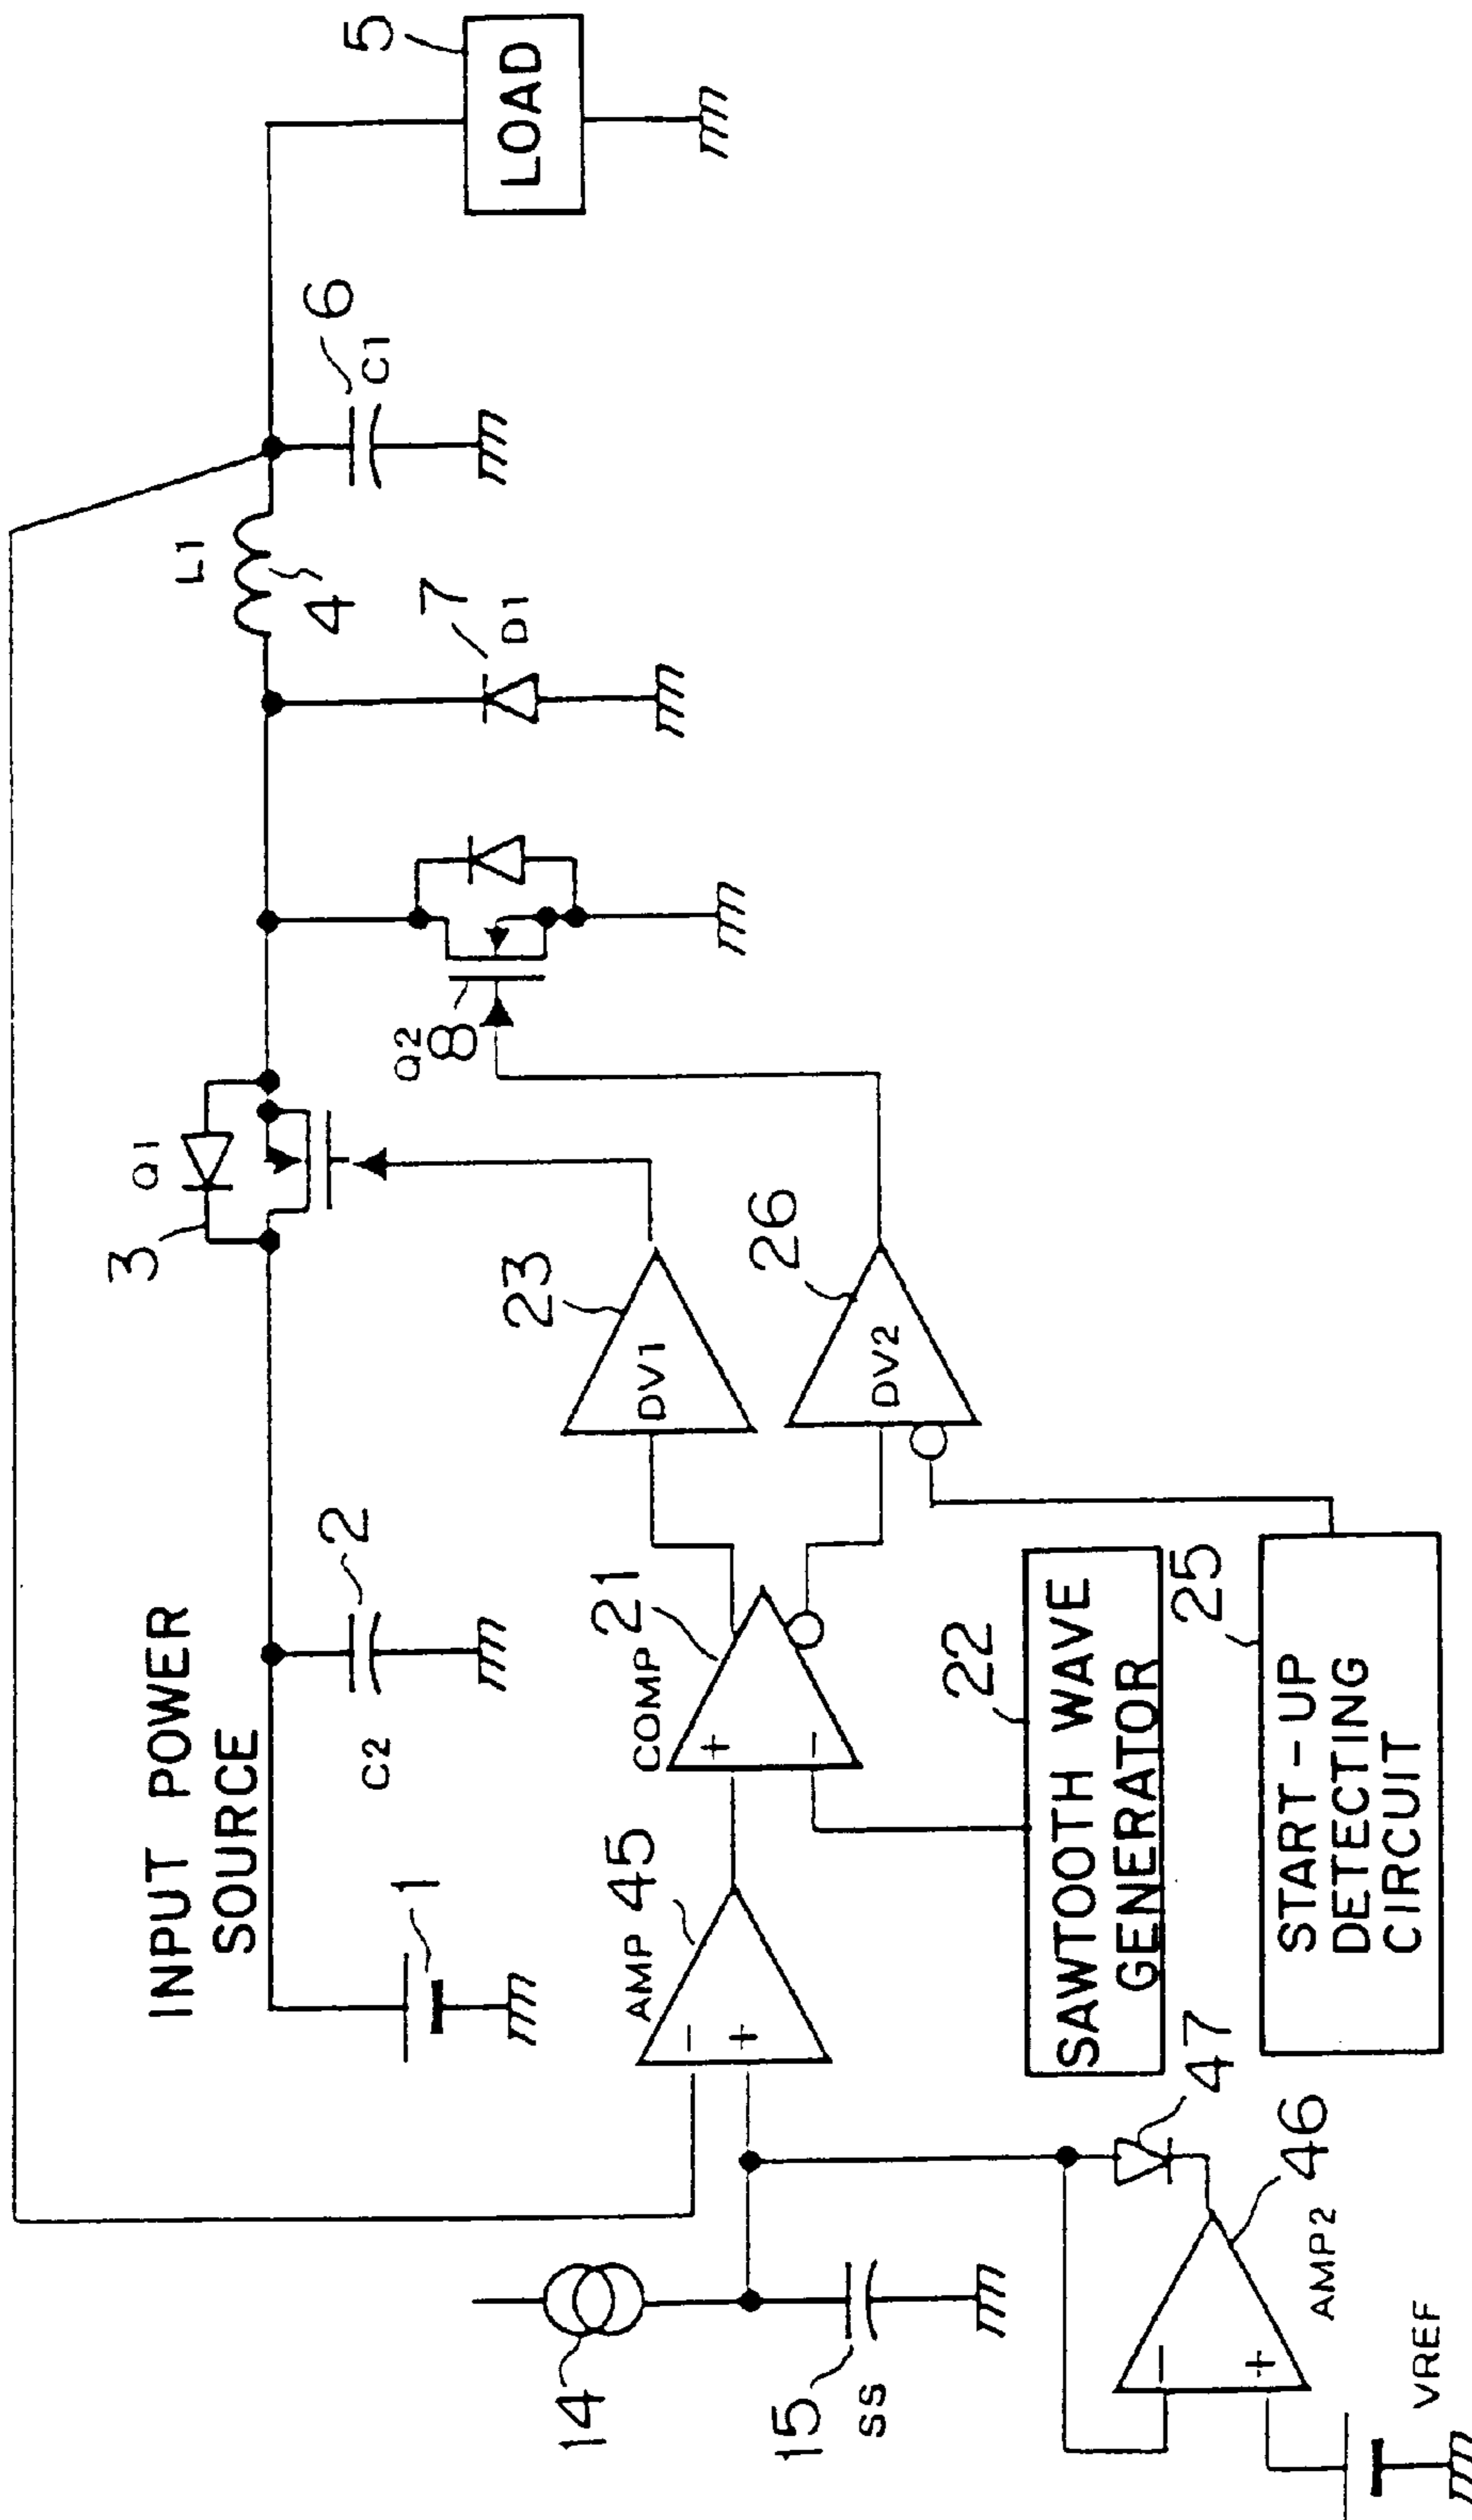 INPUT POWER
SOURCE
1
C2
2
3
Q1
Q2
8
L1
4
7
D1
6
C1
5
LOAD
14
15
SS
AMP
45
-
+
COMP
21
+
-
DV1
23
DV2
26
22
SAWTOOTH WAVE
GENERATOR
25
START-UP
DETECTING
CIRCUIT
47
46
AMP2
-
+
VREF